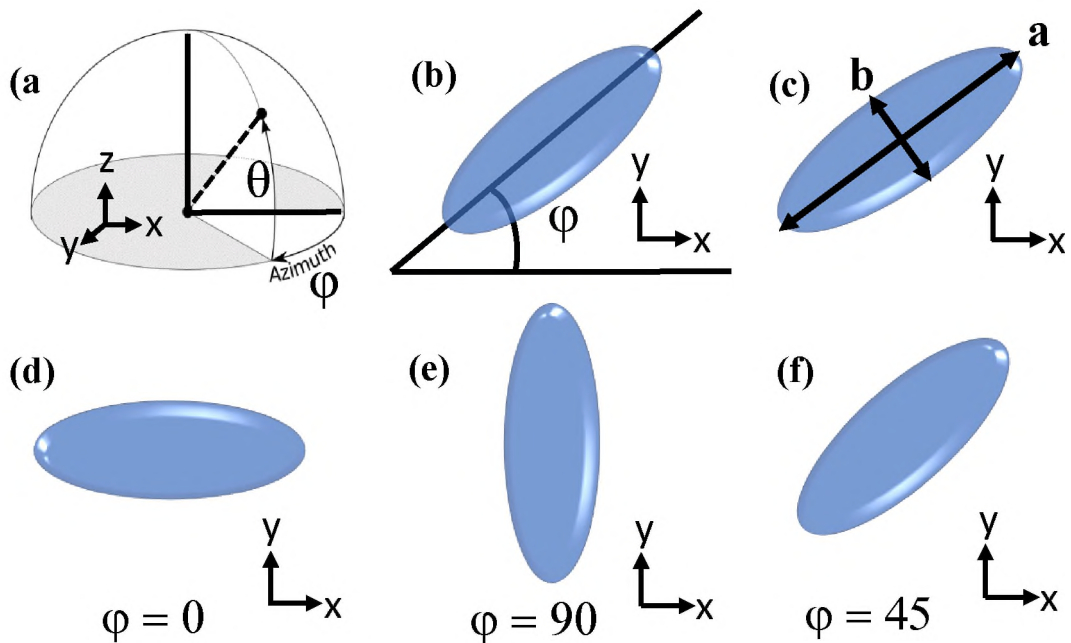 (a
z
x
y
θ
Azimuth
φ
(b)
φ
y
x
(c)
a
b
y
x
(d)
y
x
φ = 0
(e)
y
x
φ = 90
(f)
y
x
φ = 45